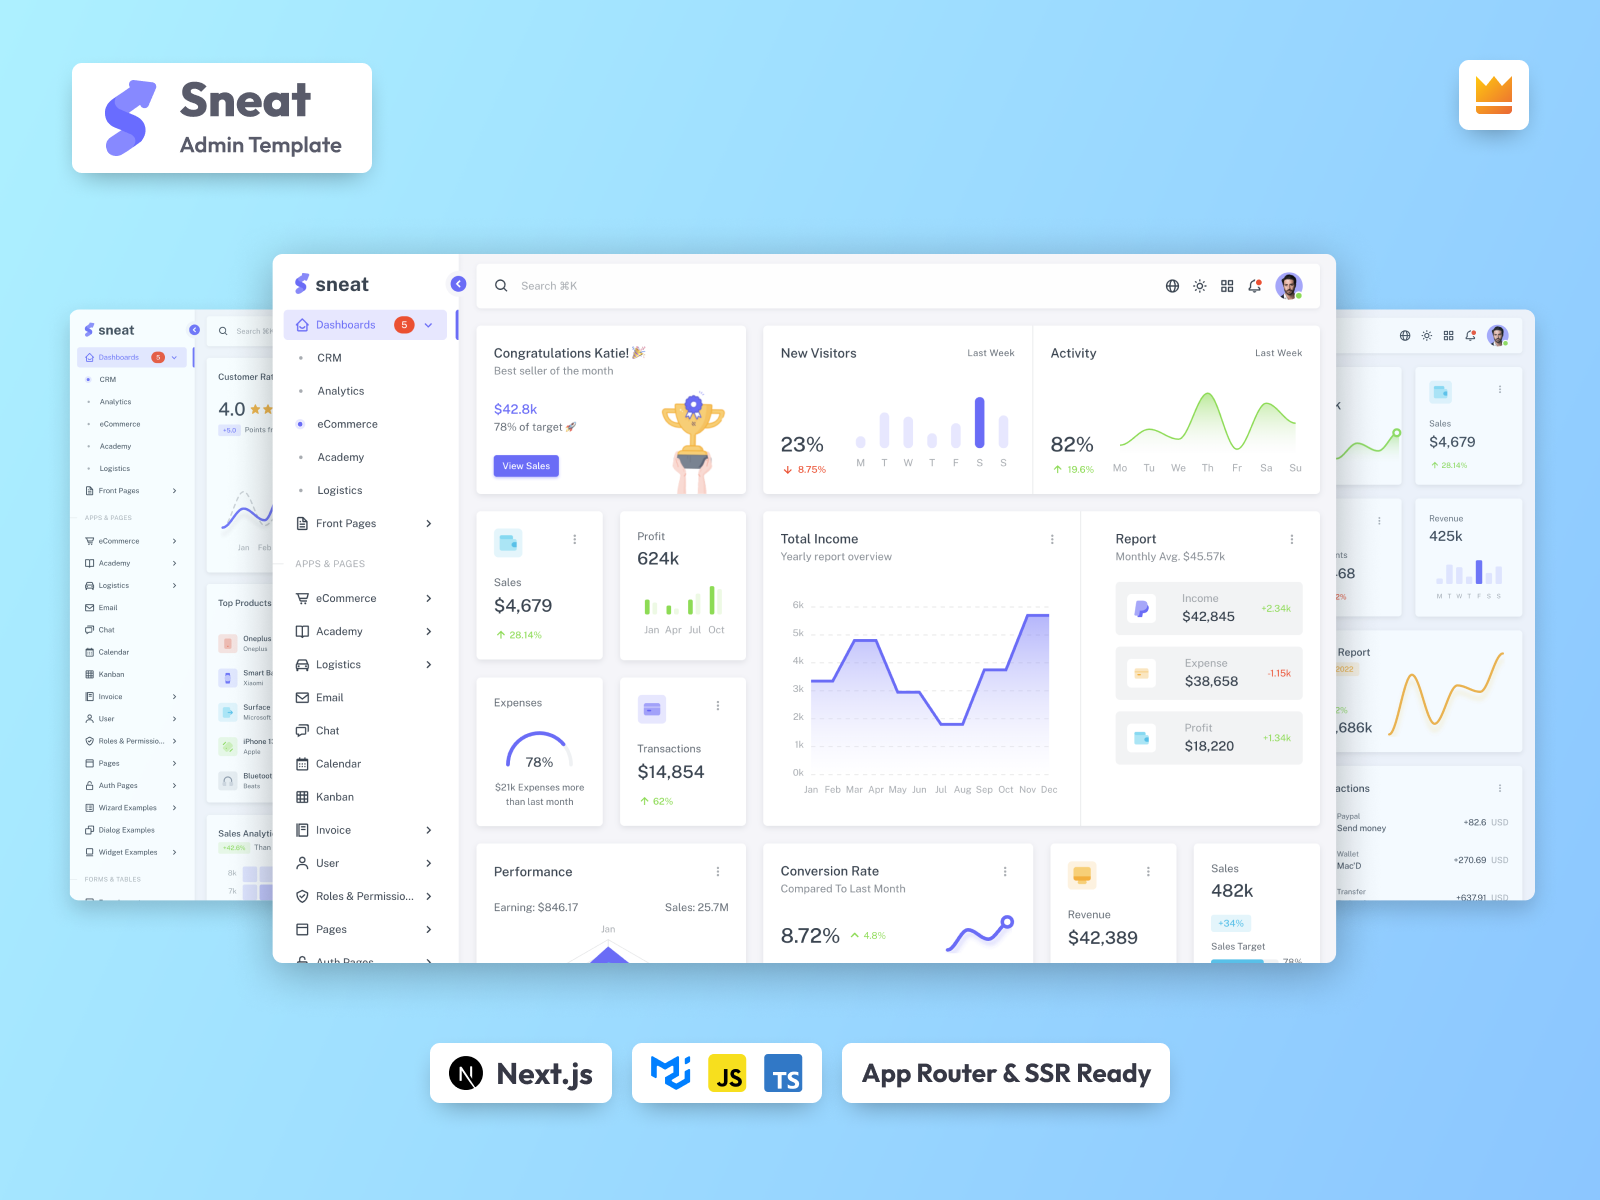 Sneat
Admin Template
sneat
Dashboards 5
CRM
Analytics
eCommerce
Academy
Logistics
Front Pages
APPS & PAGES
eCommerce
Academy
Logistics
Email
Chat
Calendar
Kanban
Invoice
User
Roles & Permissio...
Pages
Auth Pages
Wizard Examples
Dialog Examples
Widget Examples
FORMS & TABLES
Search ⌘K
Customer Rat
4.0
+5.0 Points fr
Jan Feb
Top Products
Oneplus
Oneplus
Smart Ba
Xiaomi
Surface
Microsoft
iPhone 1
Apple
Bluetoot
Beats
Sales Analyti
+42.6% Than
8k
7k
sneat
Dashboards 5
CRM
Analytics
eCommerce
Academy
Logistics
Front Pages
APPS & PAGES
eCommerce
Academy
Logistics
Email
Chat
Calendar
Kanban
Invoice
User
Roles & Permissio...
Pages
Auth Pages
Search ⌘K
Congratulations Katie! 🎉
Best seller of the month
$42.8k
78% of target 🚀
View Sales
New Visitors Last Week
23%
8.75%
M T W T F S S
Activity Last Week
82%
19.6%
Mo Tu We Th Fr Sa Su
Sales
$4,679
28.14%
Profit
624k
Jan Apr Jul Oct
Expenses
78%
$21k Expenses more
than last month
Transactions
$14,854
62%
Total Income
Yearly report overview
6k
5k
4k
3k
2k
1k
0k
Jan Feb Mar Apr May Jun Jul Aug Sep Oct Nov Dec
Report
Monthly Avg. $45.57k
Income
$42,845
+2.34k
Expense
$38,658
-1.15k
Profit
$18,220
+1.34k
Performance
Earning: $846.17 Sales: 25.7M
Jan
Conversion Rate
Compared To Last Month
8.72% 4.8%
Revenue
$42,389
Sales
482k
+34%
Sales Target
78%
k
Sales
$4,679
28.14%
nts
68
2%
Revenue
425k
M T W T F S S
Report
2022
2%
,686k
actions
Paypal
Send money
+82.6 USD
Wallet
Mac'D
+270.69 USD
Transfer
+637.91 USD
Next.js
JS
TS
App Router & SSR Ready